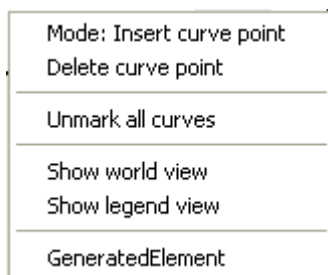 Mode: Insert curve point
Delete curve point
Unmark all curves
Show world view
Show legend view
GeneratedElement